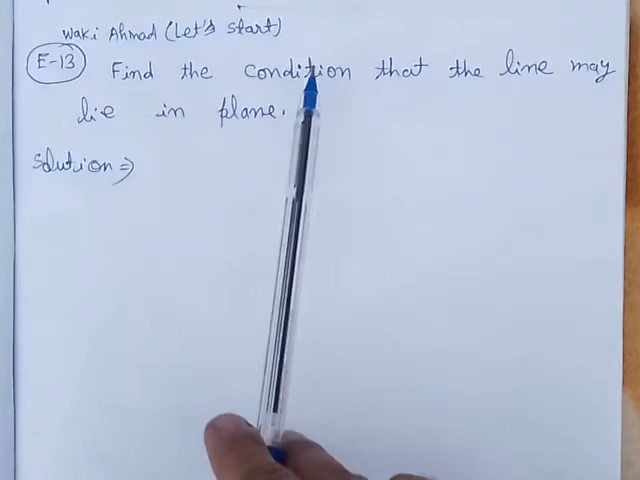 Waki Ahmad (Let's start)
E-13 Find the condition that the line may
lie in plane.
Solution ⇒